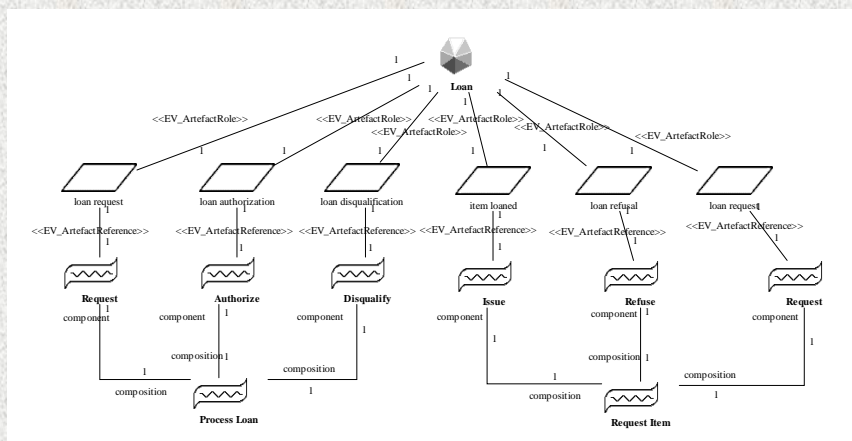 1
1
1
1
1
1
Loan
<<EV_ArtefactRole>>
<<EV_ArtefactRole>>
<<EV_ArtefactRole>>
<<EV_ArtefactRole>>
<<EV_ArtefactRole>>
<<EV_ArtefactRole>>
1
1
1
1
1
1
loan request
loan authorization
loan disqualification
item loaned
loan refusal
loan request
1
1
1
1
1
1
<<EV_ArtefactReference>>
<<EV_ArtefactReference>>
<<EV_ArtefactReference>>
<<EV_ArtefactReference>>
<<EV_ArtefactReference>>
<<EV_ArtefactReference>>
1
1
1
1
1
1
Request
Authorize
Disqualify
Issue
Refuse
Request
1
component
component
1
component
1
component
1
component
1
component
1
1
composition
composition
1
composition
1
Process Loan
1
composition
composition
1
composition
1
Request Item